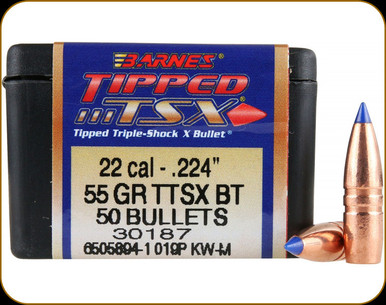 BARNES®
TIPPED
TSX
Tipped Triple-Shock X Bullet®
22 cal - .224"
55 GR TTSX BT
50 BULLETS
30187
6505894-1 019P KW-M